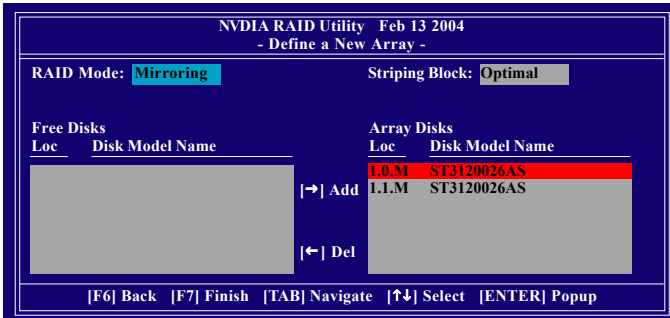 NVDIA RAID Utility Feb 13 2004
- Define a New Array -
RAID Mode: Mirroring Striping Block: Optimal
Free Disks Array Disks
Loc Disk Model Name Loc Disk Model Name
1.0.M ST3120026AS
[→] Add 1.1.M ST3120026AS
[←] Del
[F6] Back [F7] Finish [TAB] Navigate [↑↓] Select [ENTER] Popup